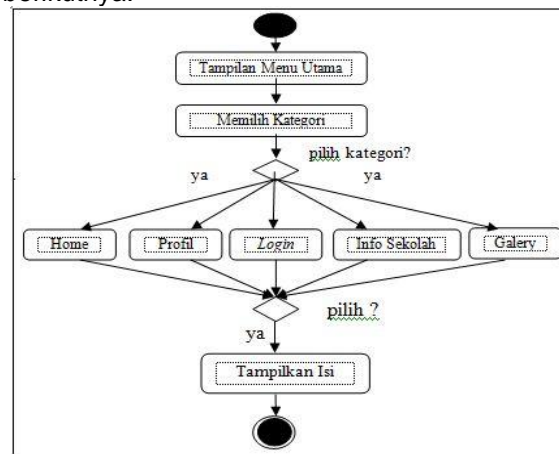 berikutnya.
Tampilan Menu Utama
Memilih Kategori
pilih kategori?
ya ya
Home Profil Login Info Sekolah Galery
pilih ?
ya
Tampilkan Isi